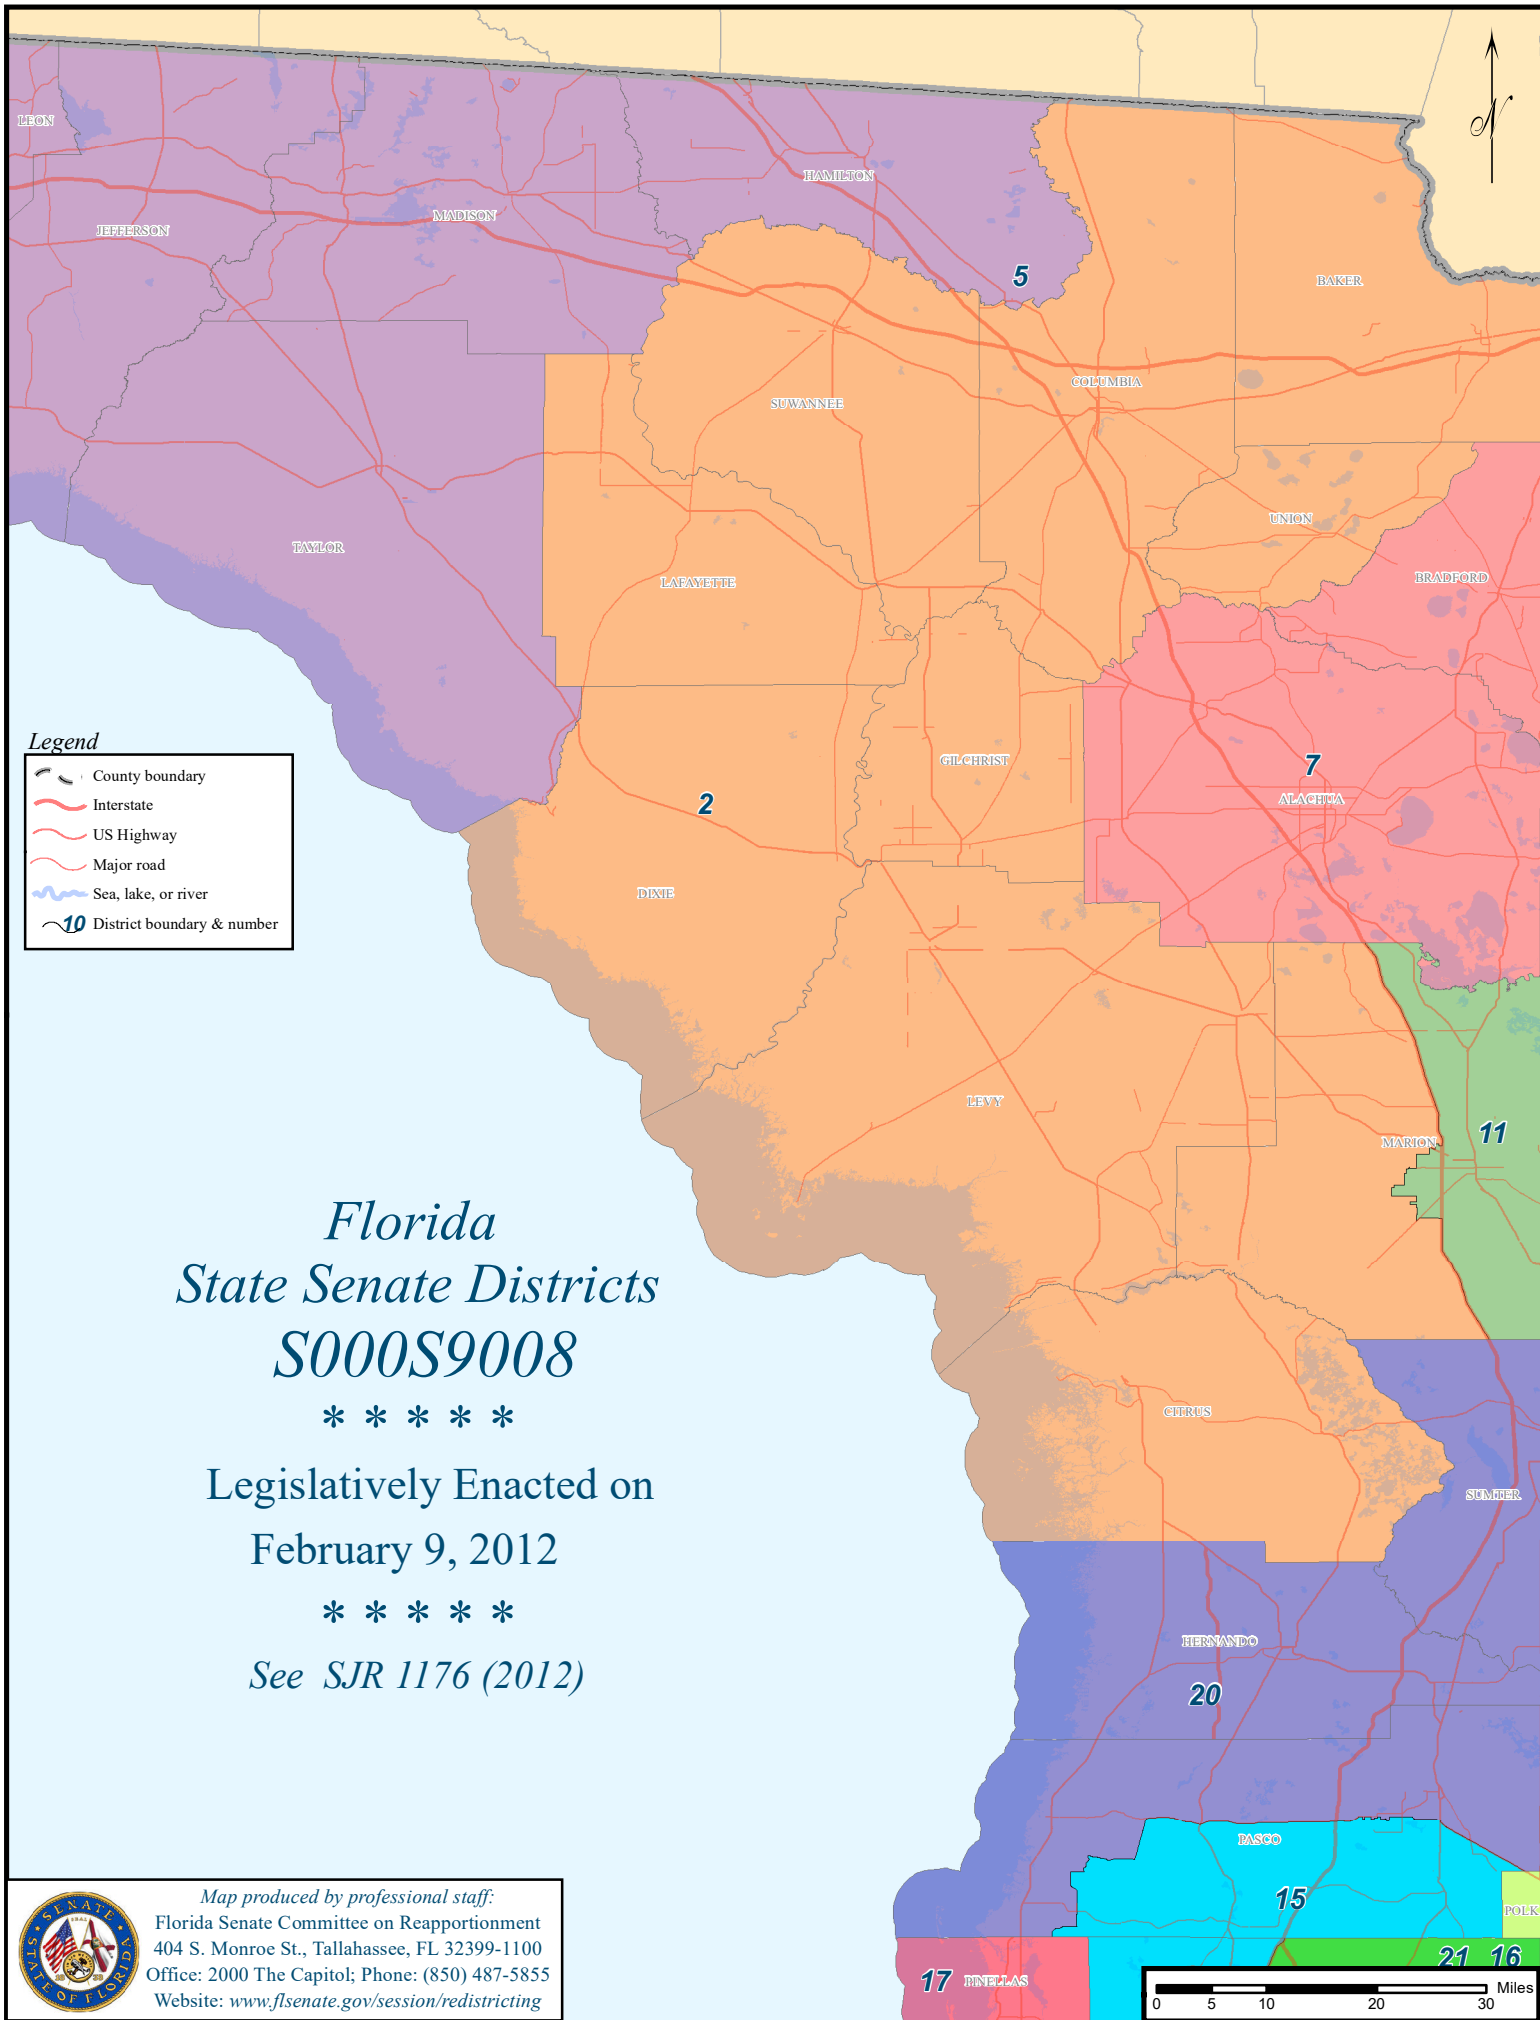 N
LEON
HAMILTON
MADISON
JEFFERSON
5
BAKER
COLUMBIA
SUWANNEE
UNION
TAYLOR
LAFAYETTE
BRADFORD
GILCHRIST
7
ALACHUA
2
DIXIE
LEVY
11
MARION
CITRUS
SUMTER
HERNANDO
20
PASCO
15
POLK
21 16
17 PINELLAS
Legend
County boundary
Interstate
US Highway
Major road
Sea, lake, or river
10 District boundary & number
Florida
State Senate Districts
S000S9008
* * * * *
Legislatively Enacted on
February 9, 2012
* * * * *
See SJR 1176 (2012)
SENATE
STATE OF FLORIDA
Map produced by professional staff:
Florida Senate Committee on Reapportionment
404 S. Monroe St., Tallahassee, FL 32399-1100
Office: 2000 The Capitol; Phone: (850) 487-5855
Website: www.flsenate.gov/session/redistricting
Miles
0 5 10 20 30